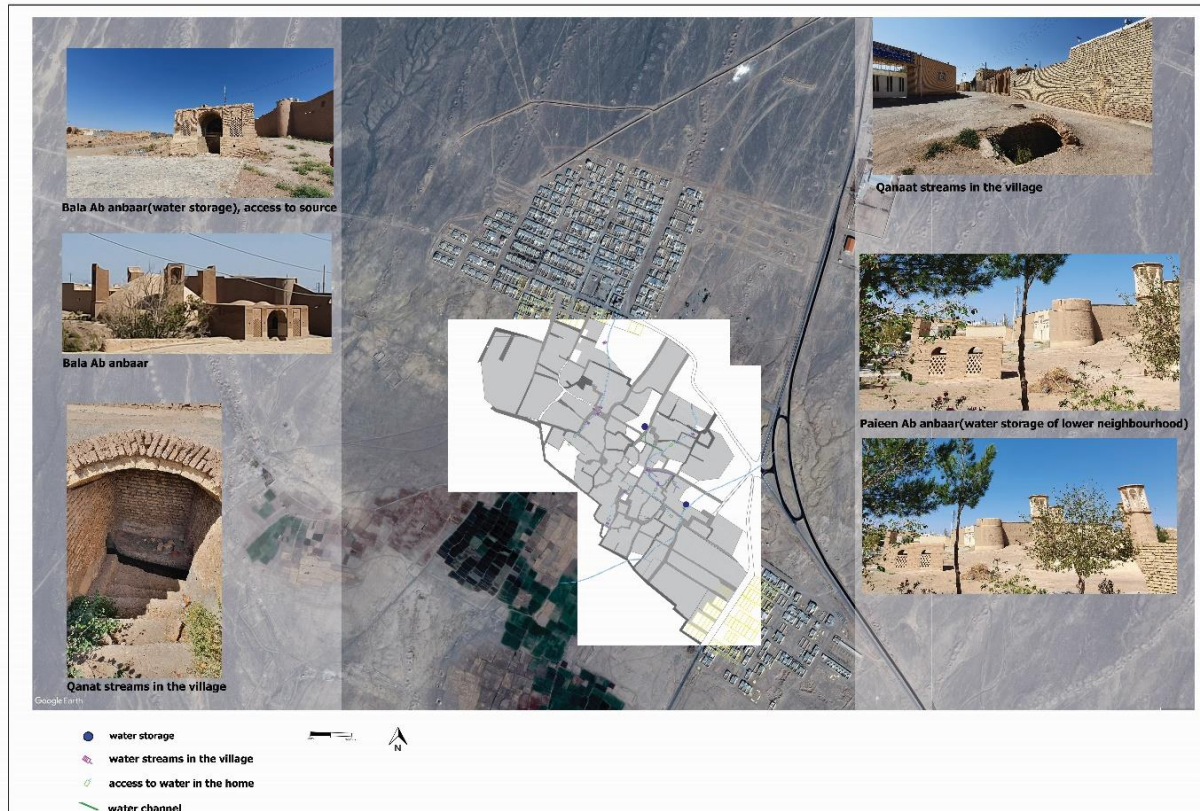 Bala Ab anbaar(water storage), access to source
Bala Ab anbaar
Qanat streams in the village
Qanaat streams in the village
Paieen Ab anbaar(water storage of lower neighbourhood)
Google Earth
water storage
water streams in the village
access to water in the home
water channel
N